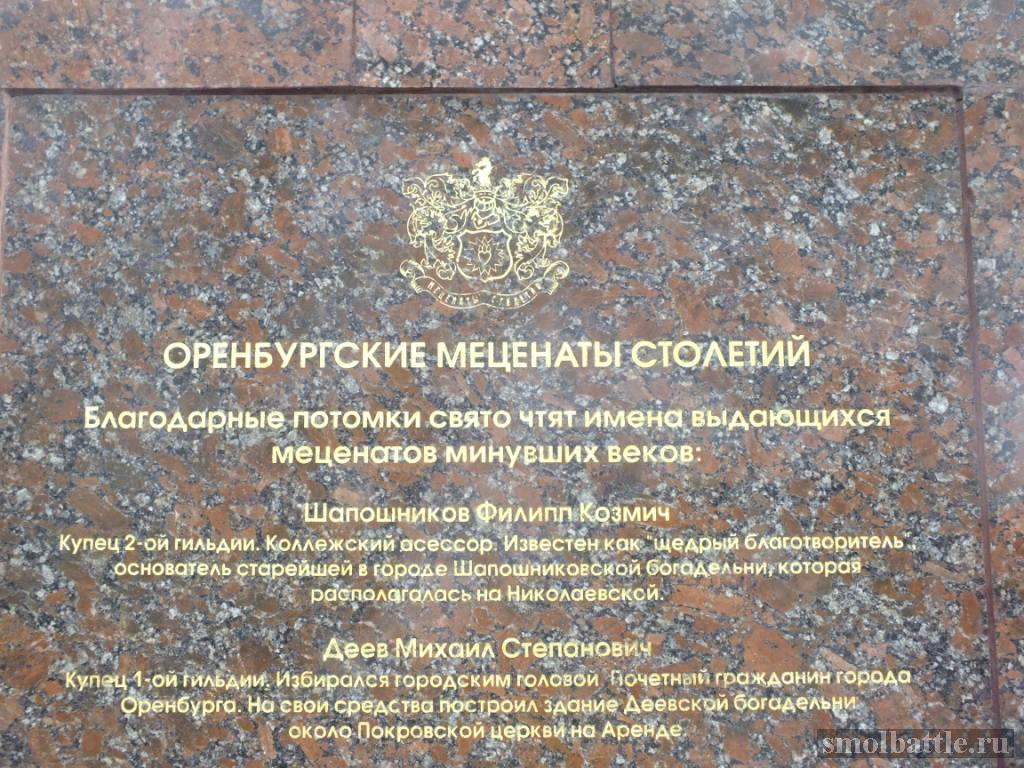 МЕЦЕНАТЫ СТОЛЕТИЙ
ОРЕНБУРГСКИЕ МЕЦЕНАТЫ СТОЛЕТИЙ
Благодарные потомки свято чтят имена выдающихся
меценатов минувших веков:
Шапошников Филипп Козмич
Купец 2-ой гильдии. Коллежский асессор. Известен как "щедрый благотворитель",
основатель старейшей в городе Шапошниковской богадельни, которая
располагалась на Николаевской.
Деев Михаил Степанович
Купец 1-ой гильдии. Избирался городским головой. Почетный гражданин города
Оренбурга. На свои средства построил здание Деевской богадельни
около Покровской церкви на Аренде.
smolbattle.ru